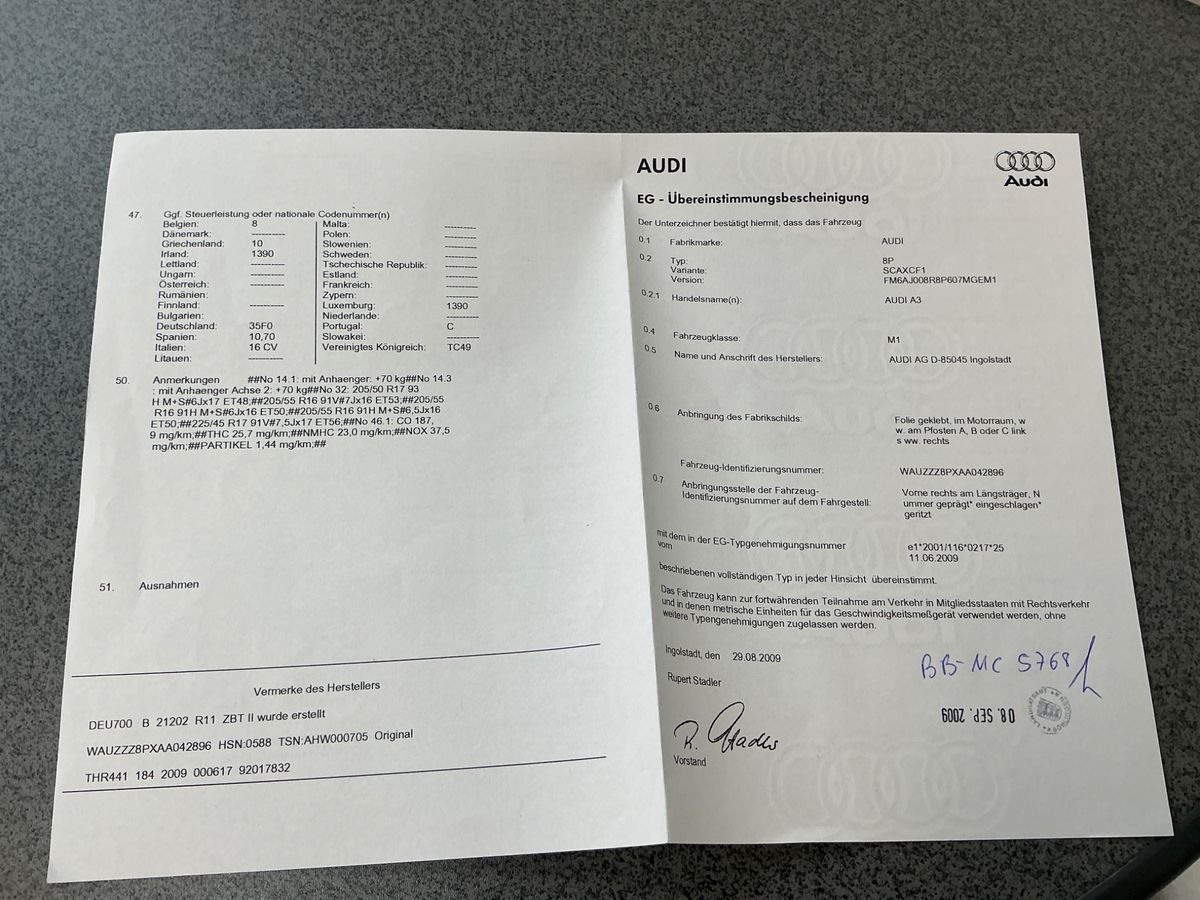 47. Ggf. Steuerleistung oder nationale Codenummer(n)
Belgien: 8
Dänemark: ----------
Griechenland: 10
Irland: 1390
Lettland: ----------
Ungarn: ----------
Österreich: ----------
Rumänien:
Finnland: ----------
Bulgarien:
Deutschland: 35F0
Spanien: 10,70
Italien: 16 CV
Litauen: ----------
Malta: ----------
Polen: ----------
Slowenien: ----------
Schweden: ----------
Tschechische Republik: ----------
Estland: ----------
Frankreich: ----------
Zypern: ----------
Luxemburg: 1390
Niederlande: ----------
Portugal: C
Slowakei: ----------
Vereinigtes Königreich: TC49
50. Anmerkungen ##No 14.1: mit Anhaenger: +70 kg##No 14.3
: mit Anhaenger Achse 2: +70 kg##No 32: 205/50 R17 93
H M+S#6Jx17 ET48;##205/55 R16 91V#7Jx16 ET53;##205/55
R16 91H M+S#6Jx16 ET50;##205/55 R16 91H M+S#6,5Jx16
ET50;##225/45 R17 91V#7,5Jx17 ET56;##No 46.1: CO 187,
9 mg/km;##THC 25,7 mg/km;##NMHC 23,0 mg/km;##NOX 37,5
mg/km;##PARTIKEL 1,44 mg/km;##
51. Ausnahmen
Vermerke des Herstellers
DEU700 B 21202 R11 ZBT II wurde erstellt
WAUZZZ8PXAA042896 HSN:0588 TSN:AHW000705 Original
THR441 184 2009 000617 92017832
AUDI
Audi
EG - Übereinstimmungsbescheinigung
Der Unterzeichner bestätigt hiermit, dass das Fahrzeug
0.1 Fabrikmarke: AUDI
0.2 Typ: 8P
Variante: SCAXCF1
Version: FM6AJ008R8P607MGEM1
0.2.1 Handelsname(n): AUDI A3
0.4 Fahrzeugklasse: M1
0.5 Name und Anschrift des Herstellers: AUDI AG D-85045 Ingolstadt
0.6 Anbringung des Fabrikschilds: Folie geklebt, im Motorraum, w
w. am Pfosten A, B oder C link
s ww. rechts
Fahrzeug-Identifizierungsnummer: WAUZZZ8PXAA042896
0.7 Anbringungsstelle der Fahrzeug- Vorne rechts am Längsträger, N
Identifizierungsnummer auf dem Fahrgestell: ummer geprägt* eingeschlagen*
geritzt
mit dem in der EG-Typgenehmigungsnummer e1*2001/116*0217*25
vom 11.06.2009
beschriebenen vollständigen Typ in jeder Hinsicht übereinstimmt.
Das Fahrzeug kann zur fortwährenden Teilnahme am Verkehr in Mitgliedsstaaten mit Rechtsverkehr
und in denen metrische Einheiten für das Geschwindigkeitsmeßgerät verwendet werden, ohne
weitere Typengenehmigungen zugelassen werden.
Ingolstadt, den 29.08.2009
BB-MC 5768
Rupert Stadler
08. SEP. 2009
R. Stadler
Vorstand